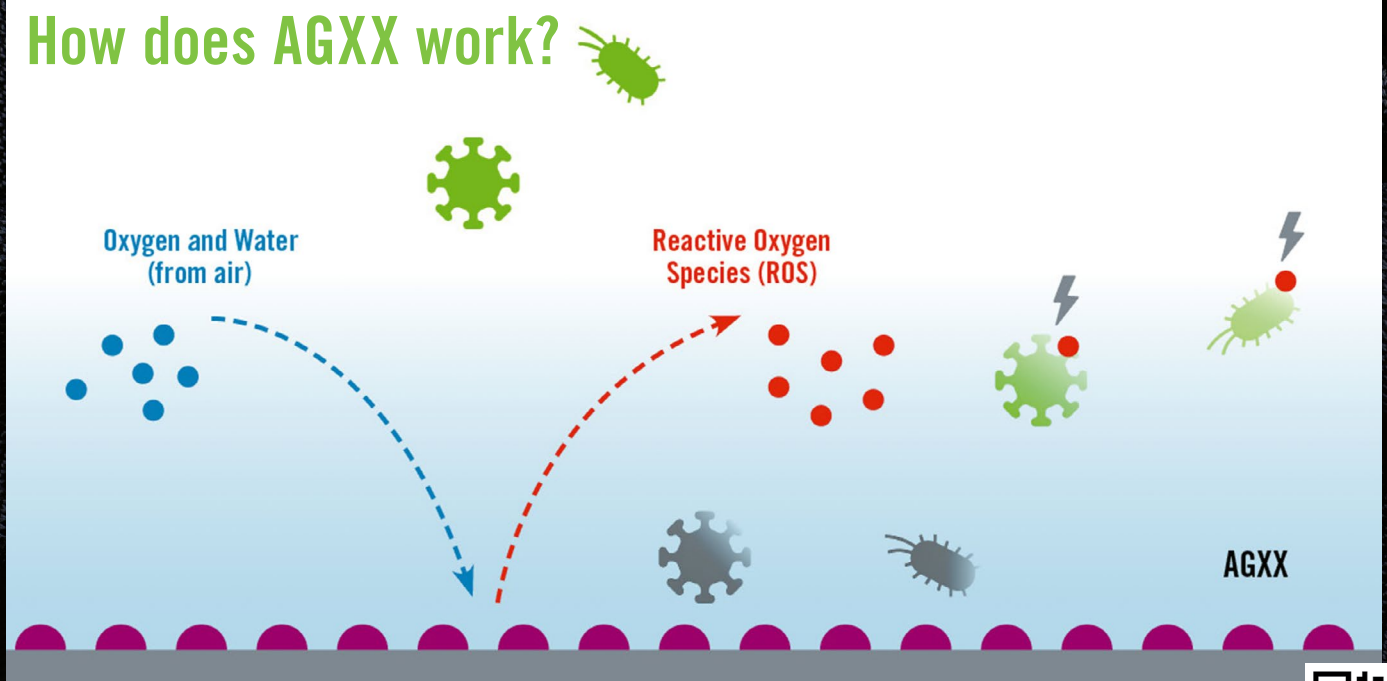 How does AGXX work?
Oxygen and Water
(from air)
Reactive Oxygen
Species (ROS)
AGXX